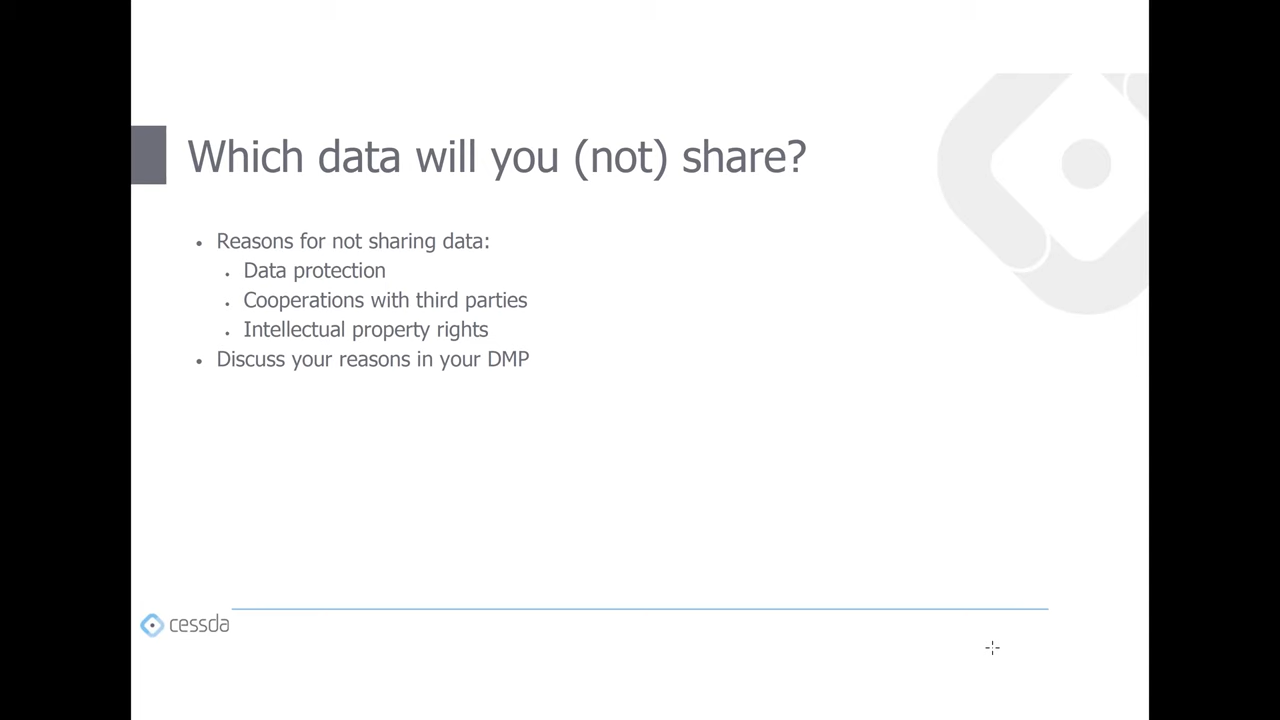 Which data will you (not) share?
• Reasons for not sharing data:
• Data protection
• Cooperations with third parties
• Intellectual property rights
• Discuss your reasons in your DMP
cessda